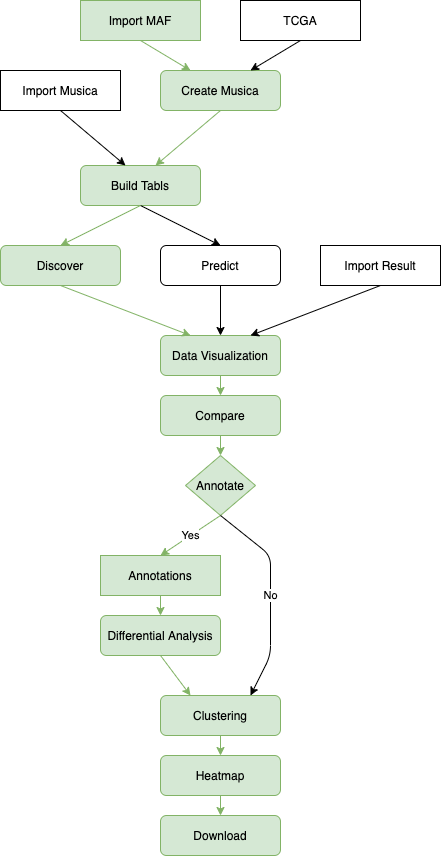 Import MAF
TCGA
Import Musica
Create Musica
Build Tabls
Discover
Predict
Import Result
Data Visualization
Compare
Annotate
Yes
Annotations
No
Differential Analysis
Clustering
Heatmap
Download